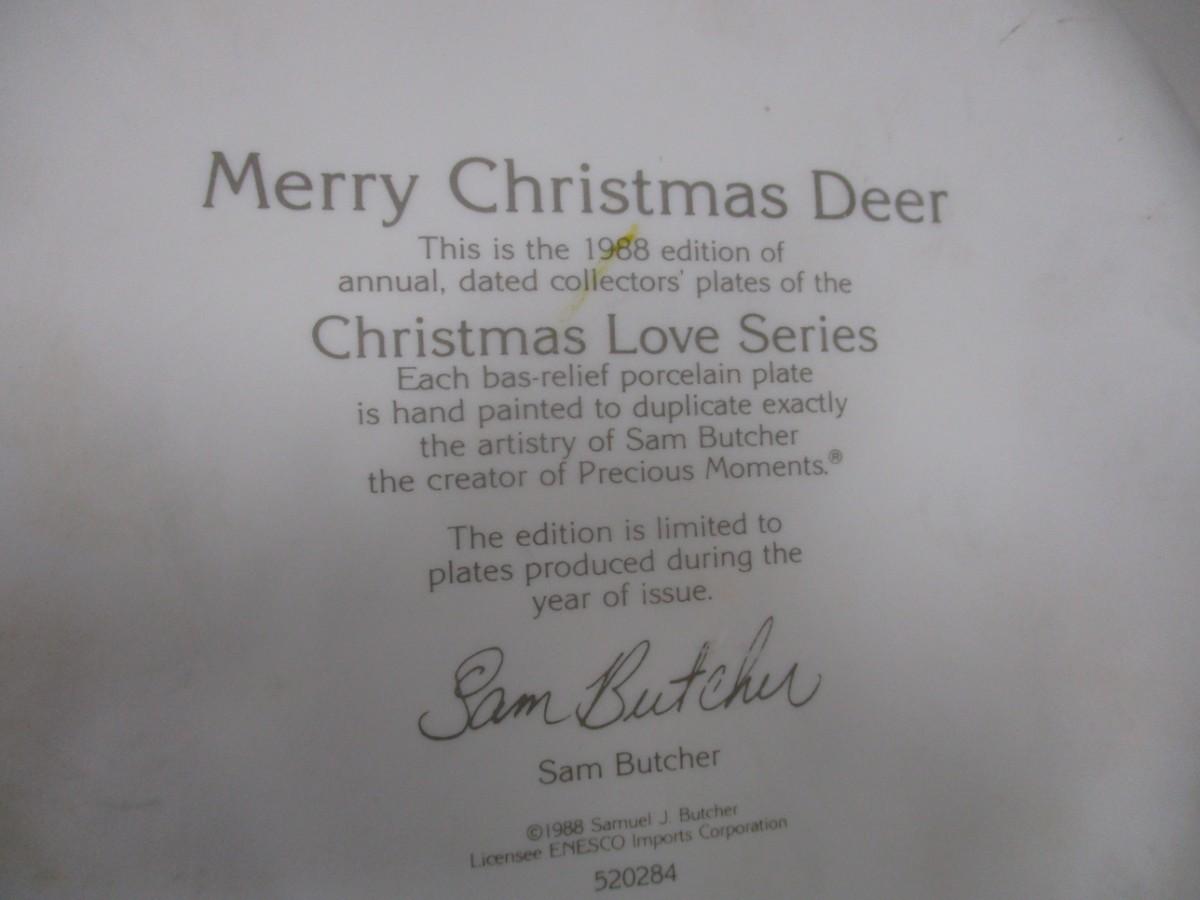 Merry Christmas Deer
This is the 1988 edition of
annual, dated collectors' plates of the
Christmas Love Series
Each bas-relief porcelain plate
is hand painted to duplicate exactly
the artistry of Sam Butcher
the creator of Precious Moments.®
The edition is limited to
plates produced during the
year of issue.
Sam Butcher
Sam Butcher
©1988 Samuel J. Butcher
Licensee ENESCO Imports Corporation
520284